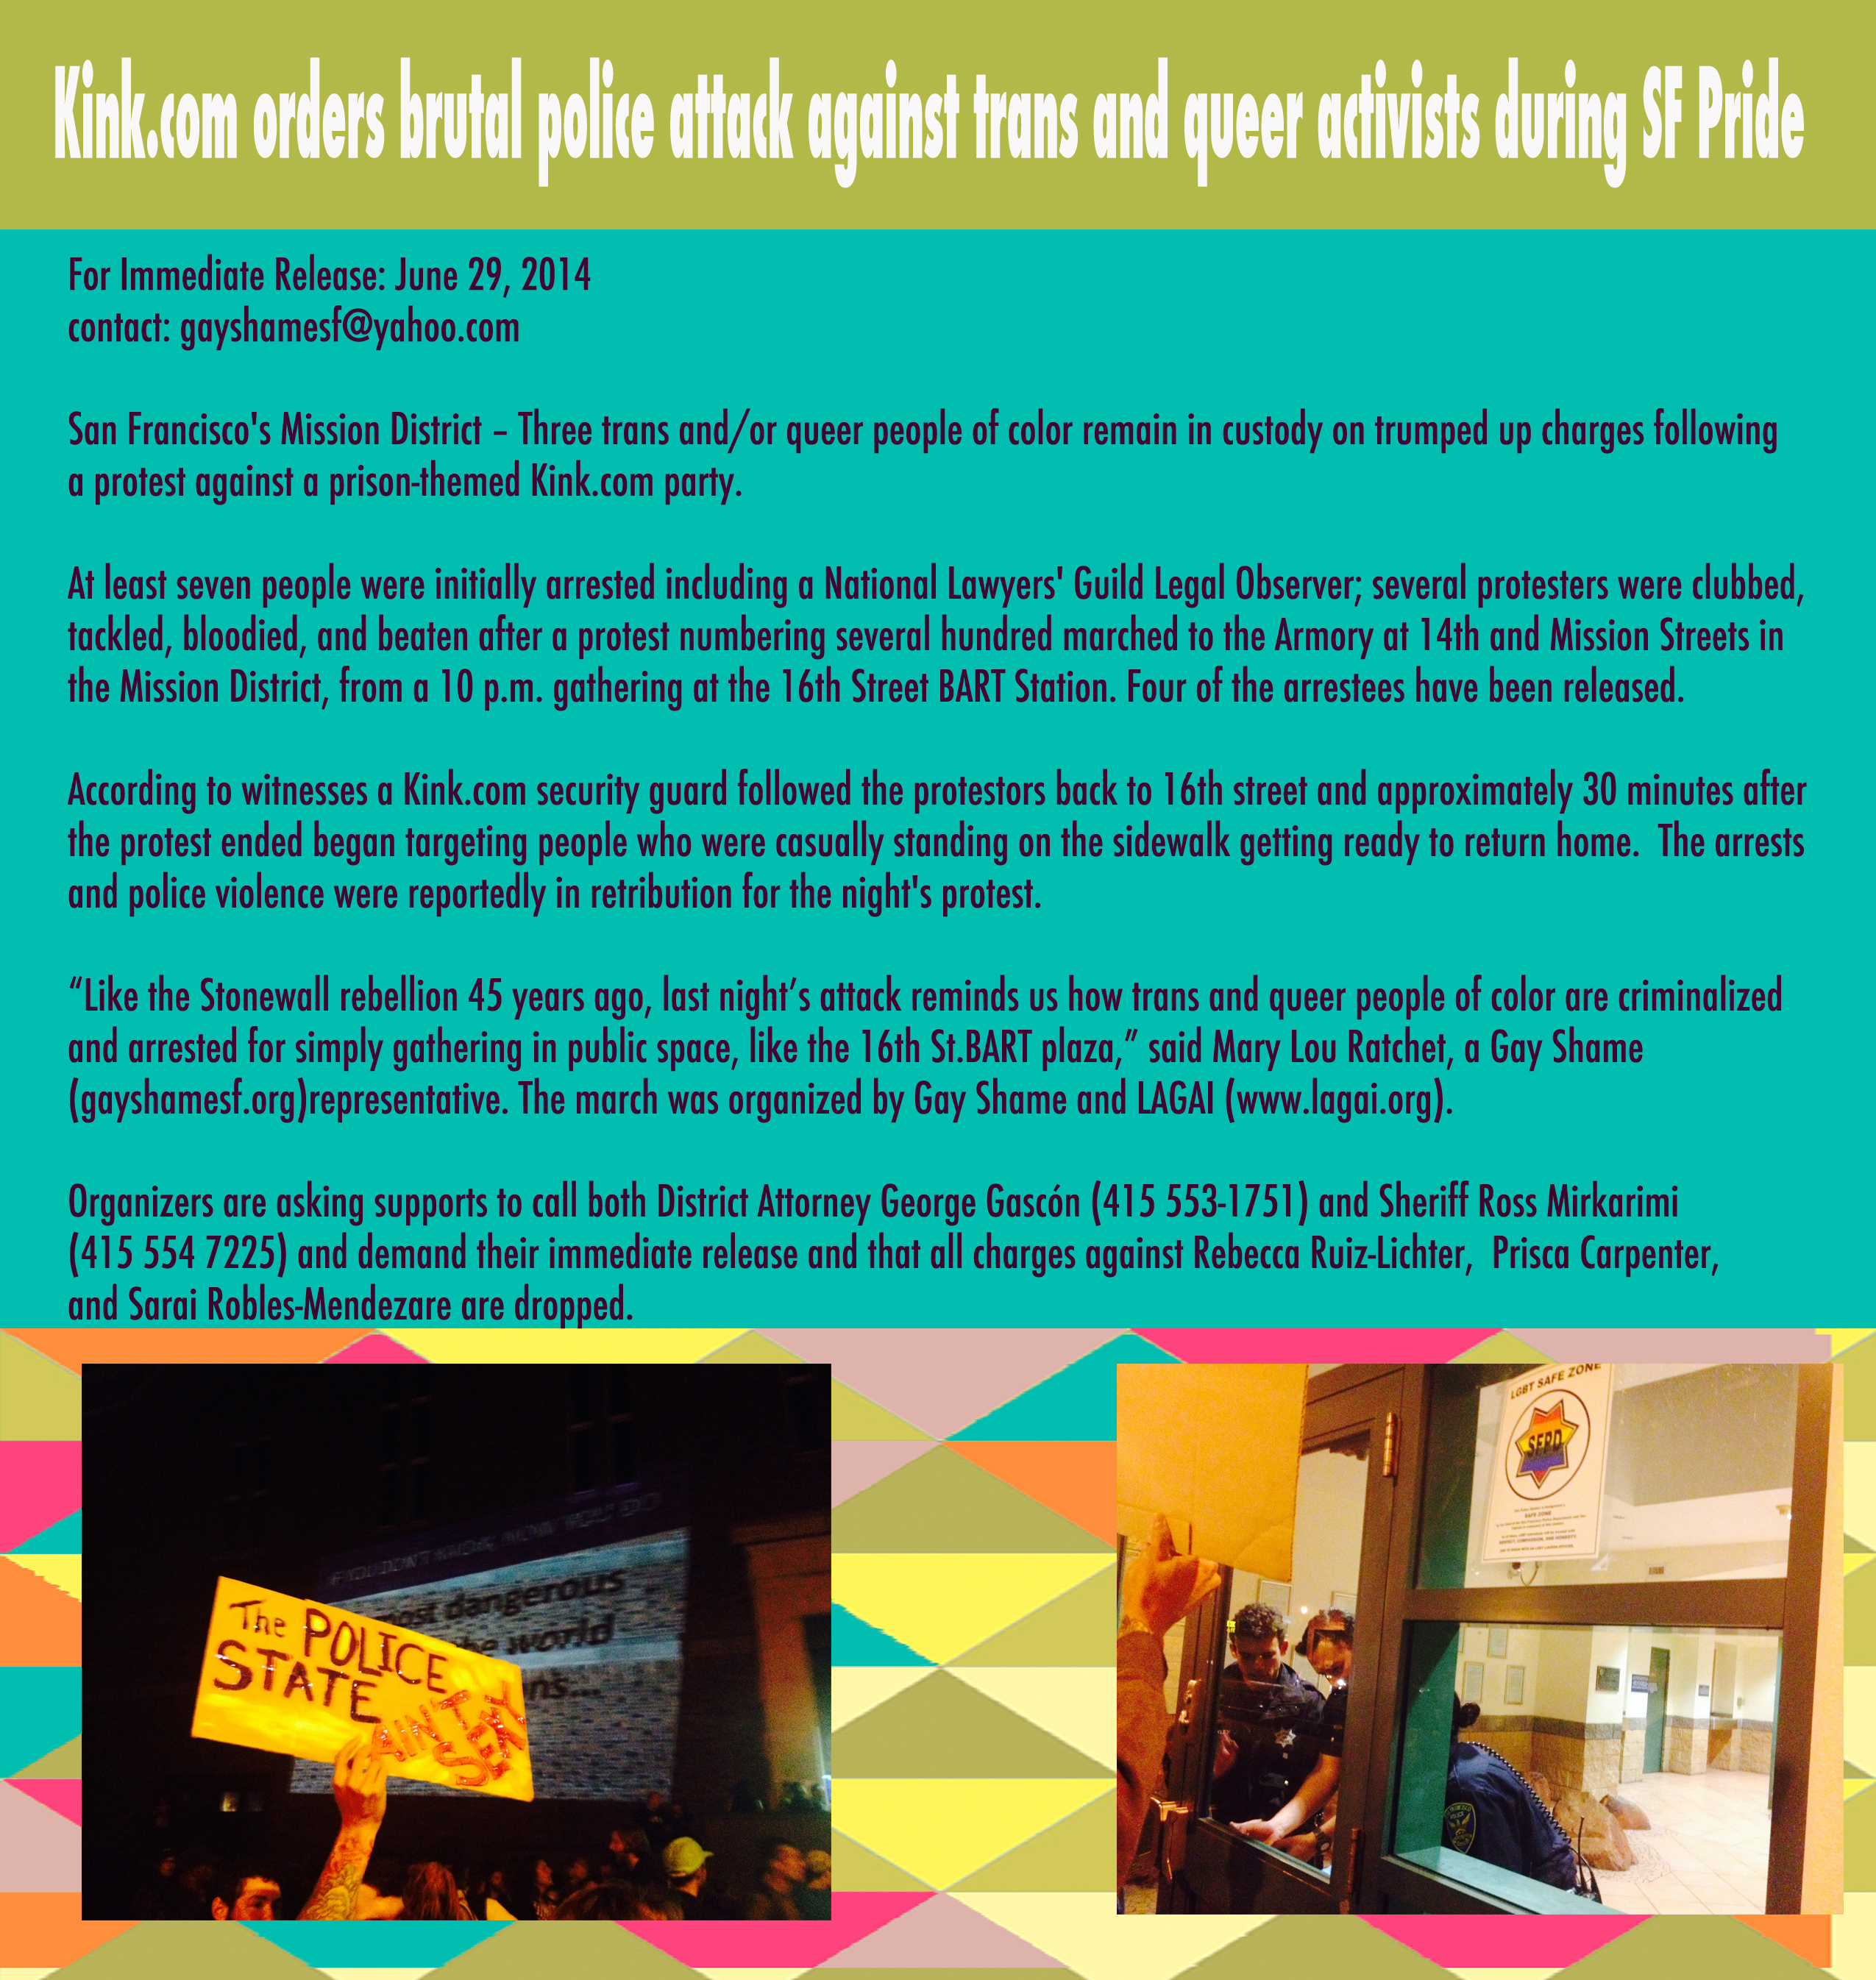 Kink.com orders brutal police attack against trans and queer activists during SF Pride
For Immediate Release: June 29, 2014
contact: gayshamesf@yahoo.com
San Francisco's Mission District – Three trans and/or queer people of color remain in custody on trumped up charges following
a protest against a prison-themed Kink.com party.
At least seven people were initially arrested including a National Lawyers' Guild Legal Observer; several protesters were clubbed,
tackled, bloodied, and beaten after a protest numbering several hundred marched to the Armory at 14th and Mission Streets in
the Mission District, from a 10 p.m. gathering at the 16th Street BART Station. Four of the arrestees have been released.
According to witnesses a Kink.com security guard followed the protestors back to 16th street and approximately 30 minutes after
the protest ended began targeting people who were casually standing on the sidewalk getting ready to return home.  The arrests
and police violence were reportedly in retribution for the night's protest.
“Like the Stonewall rebellion 45 years ago, last night’s attack reminds us how trans and queer people of color are criminalized
and arrested for simply gathering in public space, like the 16th St.BART plaza,” said Mary Lou Ratchet, a Gay Shame
(gayshamesf.org)representative. The march was organized by Gay Shame and LAGAI (www.lagai.org).
Organizers are asking supports to call both District Attorney George Gascón (415 553-1751) and Sheriff Ross Mirkarimi
(415 554 7225) and demand their immediate release and that all charges against Rebecca Ruiz-Lichter,  Prisca Carpenter,
and Sarai Robles-Mendezare are dropped.
IF YOU DON'T KNOW, NOW YOU DO
most dangerous
the world
The POLICE
STATE
AIN'T
SEXY
LGBT SAFE ZONE
SFPD
SAFE ZONE